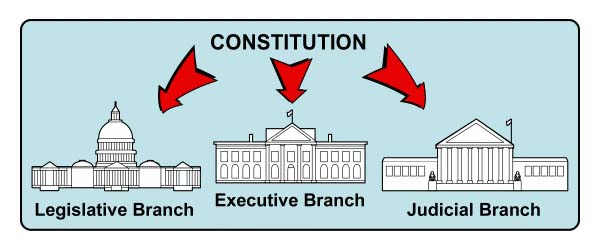 CONSTITUTION
Legislative Branch
Executive Branch
Judicial Branch